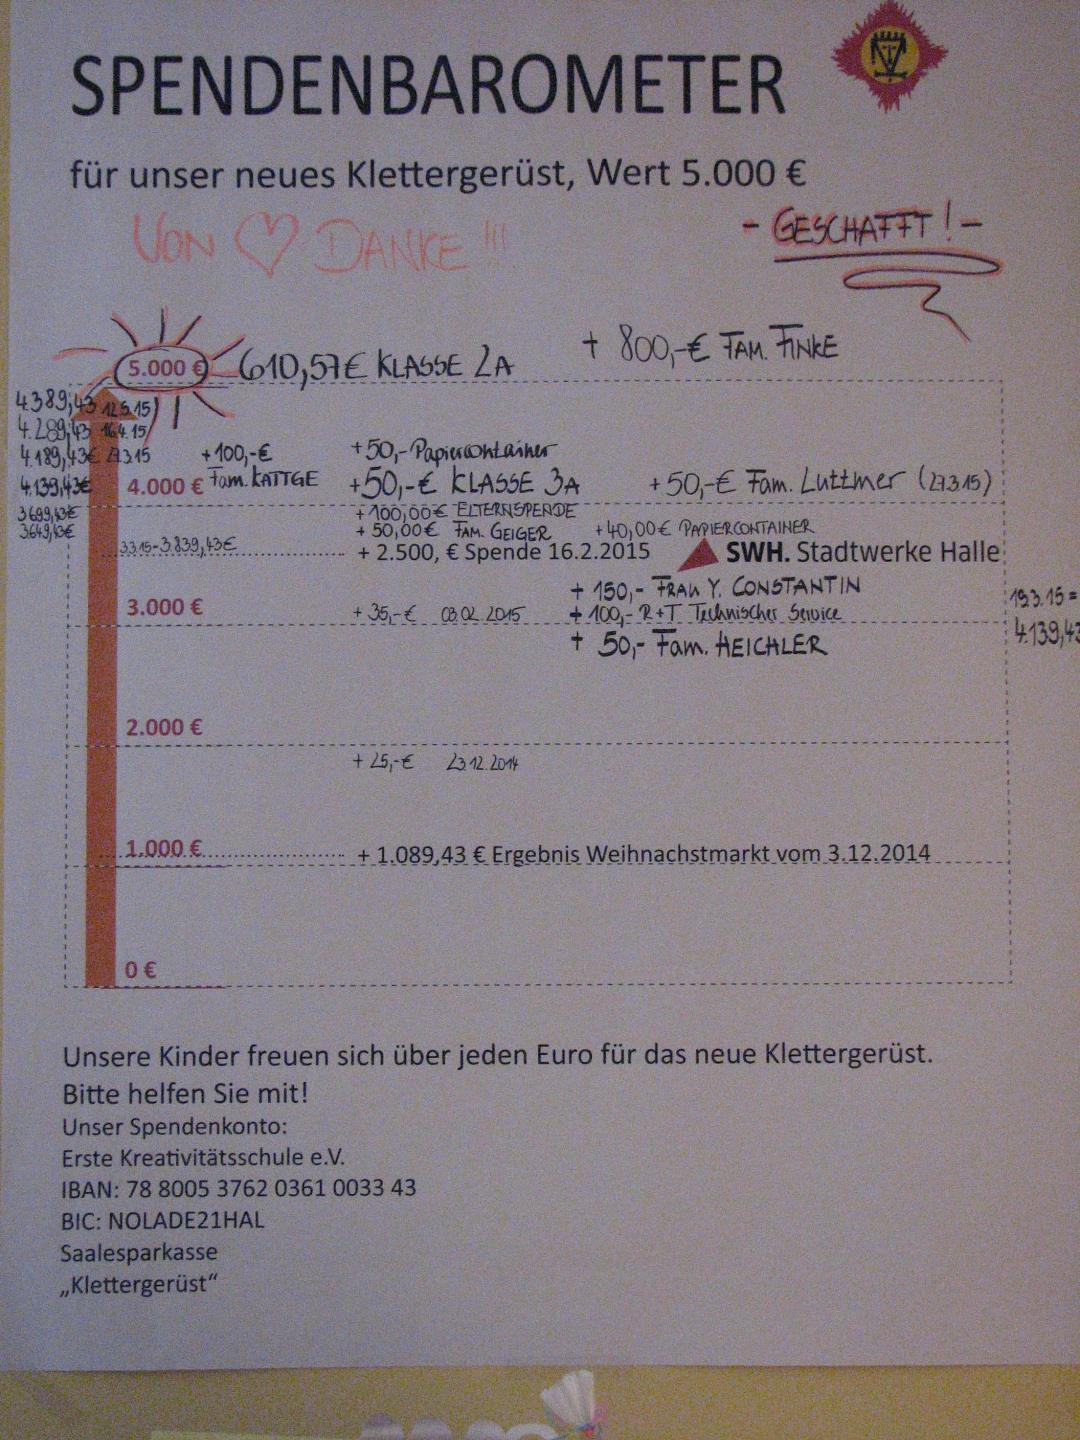 SPENDENBAROMETER
für unser neues Klettergerüst, Wert 5.000 €
VON ♡ DANKE !!!
- GESCHAFFT ! -
+ 800,-€ FAM. FINKE
5.000 € 610,57€ KLASSE 2A
4.389,43 12.5.15
4.289,43 16.4.15
4.189,43€ 27.3.15 +100,-€ +50,- Papiercontainer
Fam. KATTGE
4.139,43€ 4.000 € +50,-€ KLASSE 3A +50,-€ Fam. Luttmer (27.3.15)
3.699,43€ +100,00€ ELTERNSPENDE
3.649,43€ + 50,00€ FAM. GEIGER +40,00€ PAPIERCONTAINER
3.3.15-3.839,43€ + 2.500, € Spende 16.2.2015 SWH. Stadtwerke Halle
+ 150,- FRAU Y. CONSTANTIN
3.000 € + 35,-€ 03.02.2015 + 100,- R+T Technischer Service
19.3.15 =
4.139,43
+ 50,- Fam. HEICHLER
2.000 €
+ 25,-€ 23.12.2014
1.000 € + 1.089,43 € Ergebnis Weihnachstmarkt vom 3.12.2014
0 €
Unsere Kinder freuen sich über jeden Euro für das neue Klettergerüst.
Bitte helfen Sie mit!
Unser Spendenkonto:
Erste Kreativitätsschule e.V.
IBAN: 78 8005 3762 0361 0033 43
BIC: NOLADE21HAL
Saalesparkasse
„Klettergerüst“